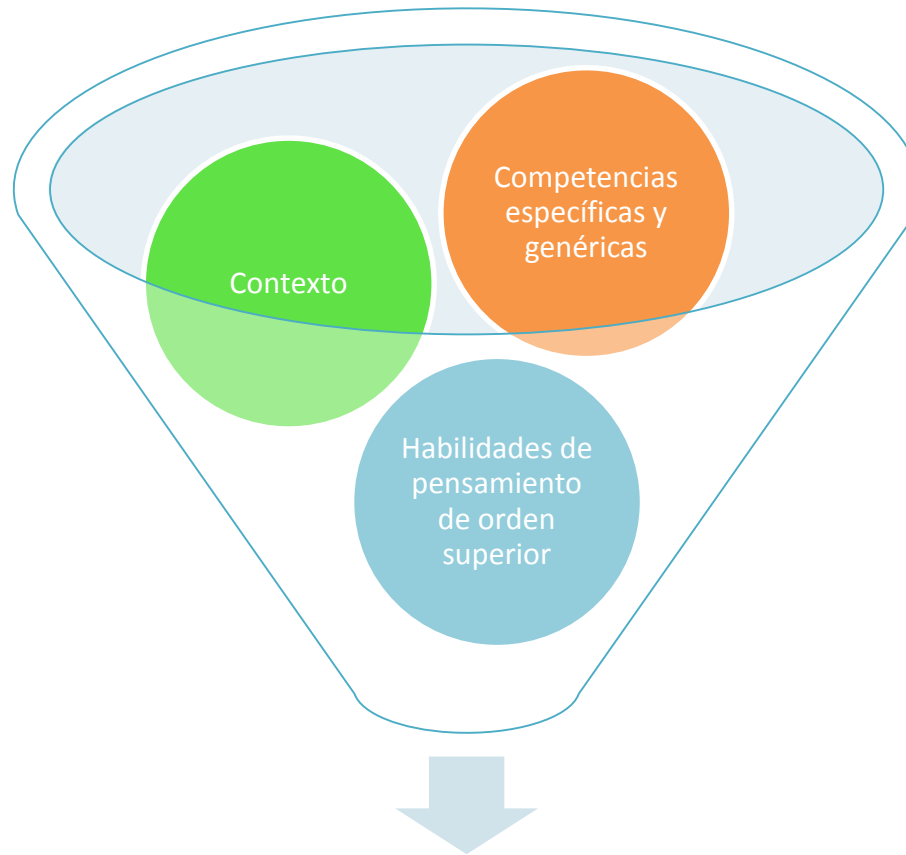 Competencias
específicas y
genéricas
Contexto
Habilidades de
pensamiento
de orden
superior